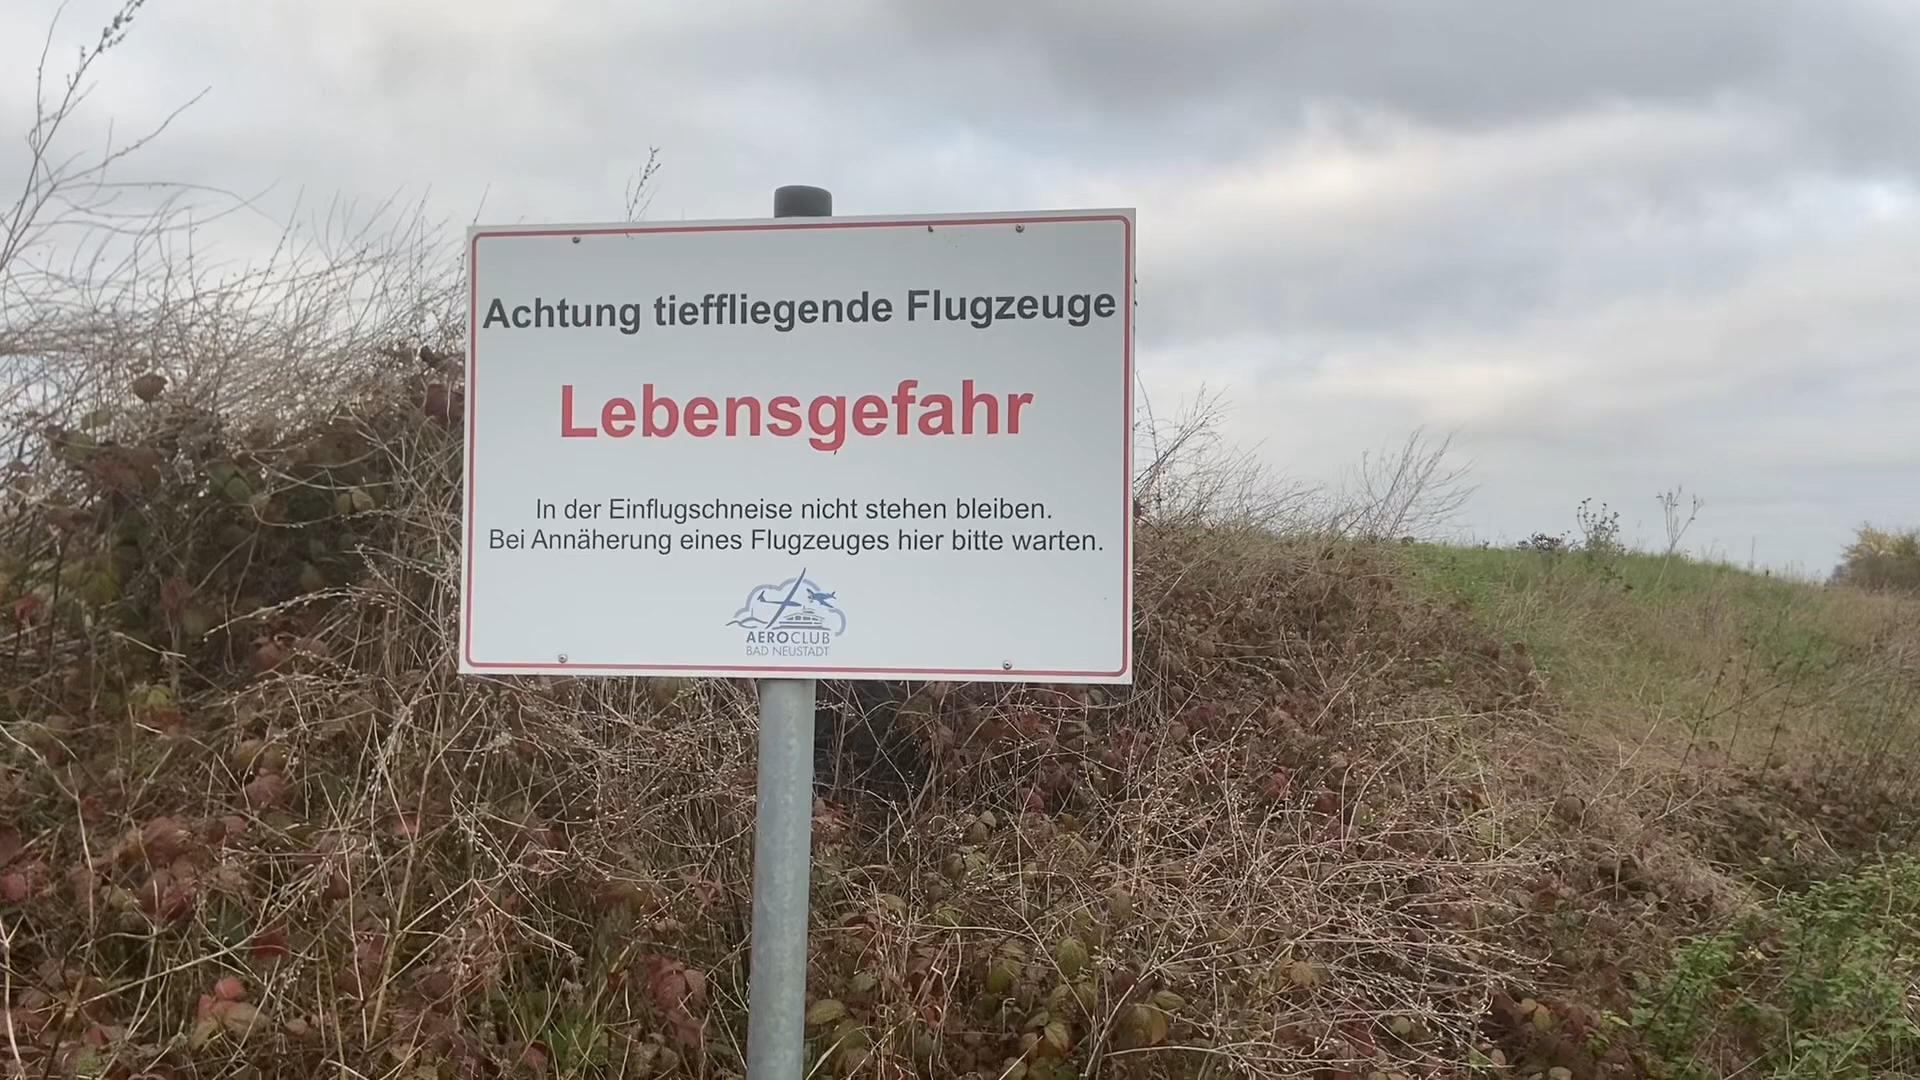 Achtung tieffliegende Flugzeuge
Lebensgefahr
In der Einflugschneise nicht stehen bleiben.
Bei Annäherung eines Flugzeuges hier bitte warten.
AEROCLUB
BAD NEUSTADT